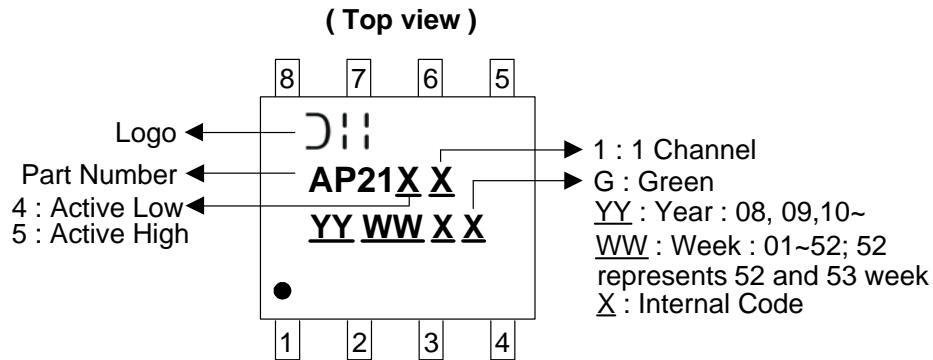 ( Top view )
8 7 6 5
Logo
Part Number
4 : Active Low
5 : Active High
AP21X X
YY WW X X
1 : 1 Channel
G : Green
YY : Year : 08, 09,10~
WW : Week : 01~52; 52
represents 52 and 53 week
X : Internal Code
1 2 3 4